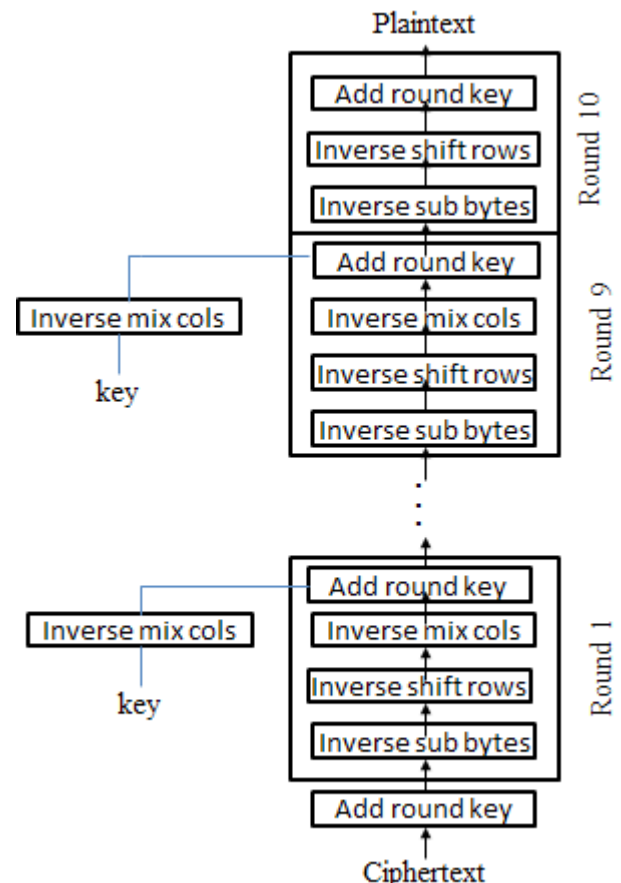 Plaintext
Add round key
Inverse shift rows
Inverse sub bytes
Round 10
Add round key
Inverse mix cols
Inverse mix cols
key
Inverse shift rows
Inverse sub bytes
Round 9
...
Add round key
Inverse mix cols
Inverse mix cols
key
Inverse shift rows
Inverse sub bytes
Round 1
Add round key
Ciphertext